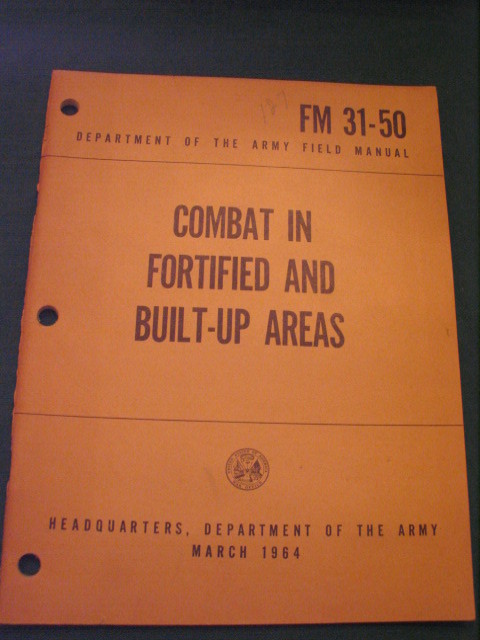 FM 31-50
DEPARTMENT OF THE ARMY FIELD MANUAL
COMBAT IN
FORTIFIED AND
BUILT-UP AREAS
HEADQUARTERS, DEPARTMENT OF THE ARMY
MARCH 1964